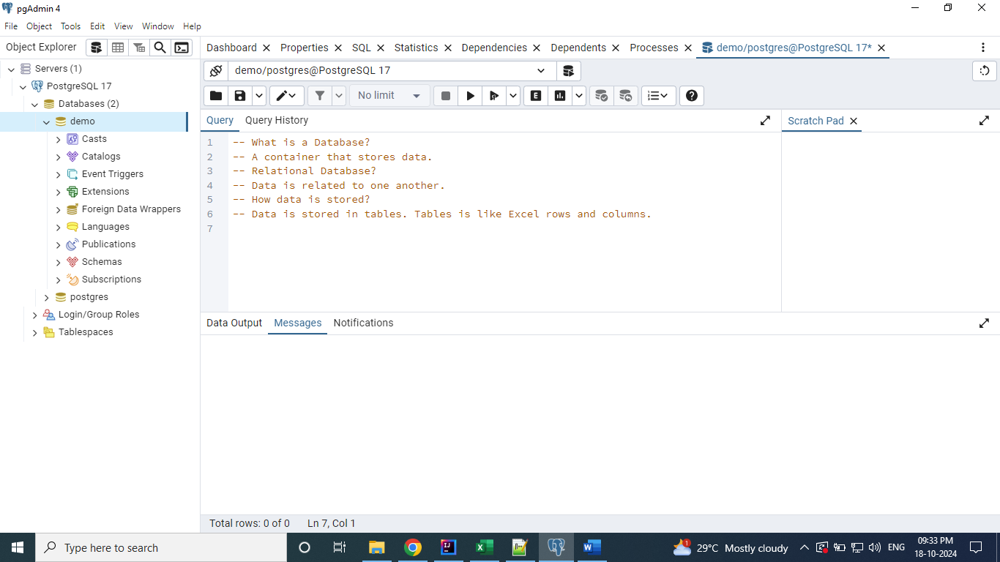 pgAdmin 4
File Object Tools Edit View Window Help
Object Explorer
Dashboard Properties SQL Statistics Dependencies Dependents Processes demo/postgres@PostgreSQL 17*
Servers (1)
PostgreSQL 17
Databases (2)
demo
Casts
Catalogs
Event Triggers
Extensions
Foreign Data Wrappers
Languages
Publications
Schemas
Subscriptions
postgres
Login/Group Roles
Tablespaces
demo/postgres@PostgreSQL 17
No limit
E
Query Query History
Scratch Pad
1 -- What is a Database?
2 -- A container that stores data.
3 -- Relational Database?
4 -- Data is related to one another.
5 -- How data is stored?
6 -- Data is stored in tables. Tables is like Excel rows and columns.
7
Data Output Messages Notifications
Total rows: 0 of 0 Ln 7, Col 1
Type here to search
1
29°C Mostly cloudy
ENG
09:33 PM
18-10-2024